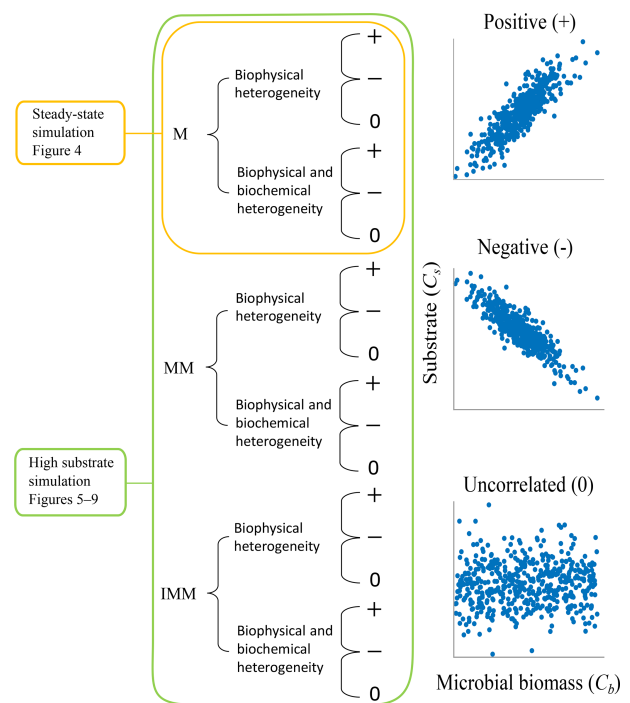 Steady-state
simulation
Figure 4
High substrate
simulation
Figures 5–9
M
Biophysical
heterogeneity
+
−
0
Biophysical and
biochemical
heterogeneity
+
−
0
MM
Biophysical
heterogeneity
+
−
0
Biophysical and
biochemical
heterogeneity
+
−
0
IMM
Biophysical
heterogeneity
+
−
0
Biophysical and
biochemical
heterogeneity
+
−
0
Positive (+)
Negative (-)
Substrate (Cs)
Uncorrelated (0)
Microbial biomass (Cb)